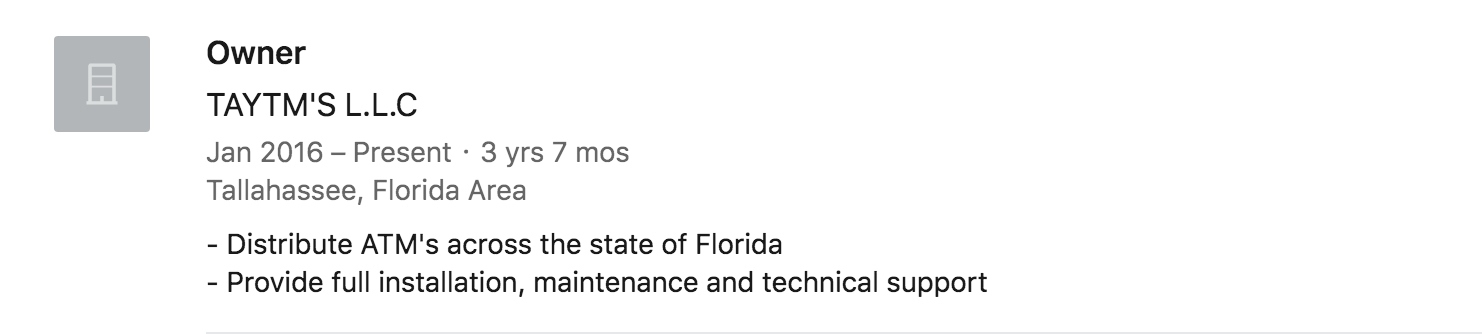 Owner
TAYTM'S L.L.C
Jan 2016 – Present · 3 yrs 7 mos
Tallahassee, Florida Area
- Distribute ATM's across the state of Florida
- Provide full installation, maintenance and technical support